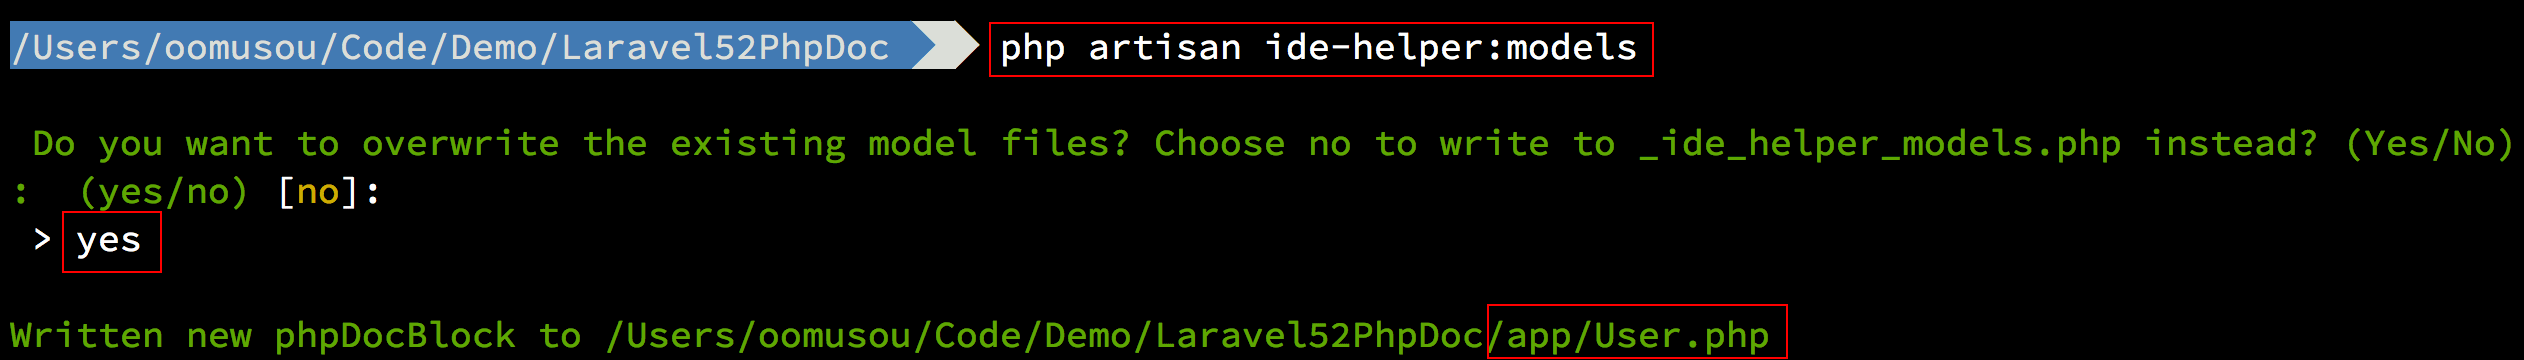 /Users/oomusou/Code/Demo/Laravel52PhpDoc php artisan ide-helper:models
Do you want to overwrite the existing model files? Choose no to write to _ide_helper_models.php instead? (Yes/No)
:  (yes/no) [no]:
> yes
Written new phpDocBlock to /Users/oomusou/Code/Demo/Laravel52PhpDoc/app/User.php